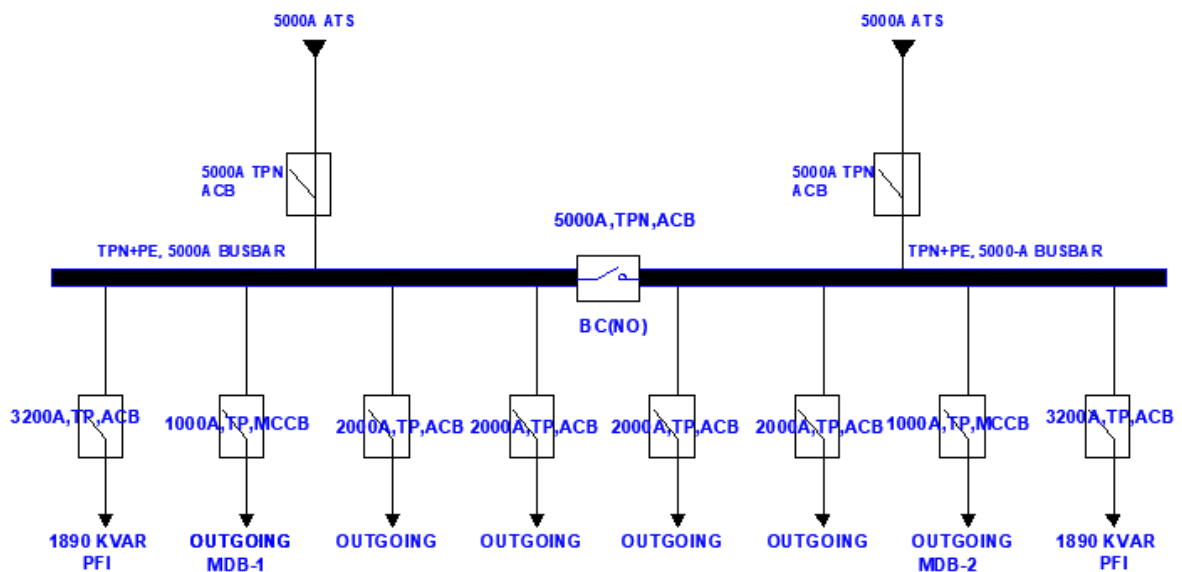 5000A ATS
5000A ATS
5000A TPN
ACB
5000A TPN
ACB
5000A,TPN,ACB
TPN+PE, 5000A BUSBAR
TPN+PE, 5000-A BUSBAR
BC(NO)
3200A,TP,ACB
1000A,TP,MCCB
2000A,TP,ACB
2000A,TP,ACB
2000A,TP,ACB
2000A,TP,ACB
1000A,TP,MCCB
3200A,TP,ACB
1890 KVAR
PFI
OUTGOING
MDB-1
OUTGOING
OUTGOING
OUTGOING
OUTGOING
OUTGOING
MDB-2
1890 KVAR
PFI